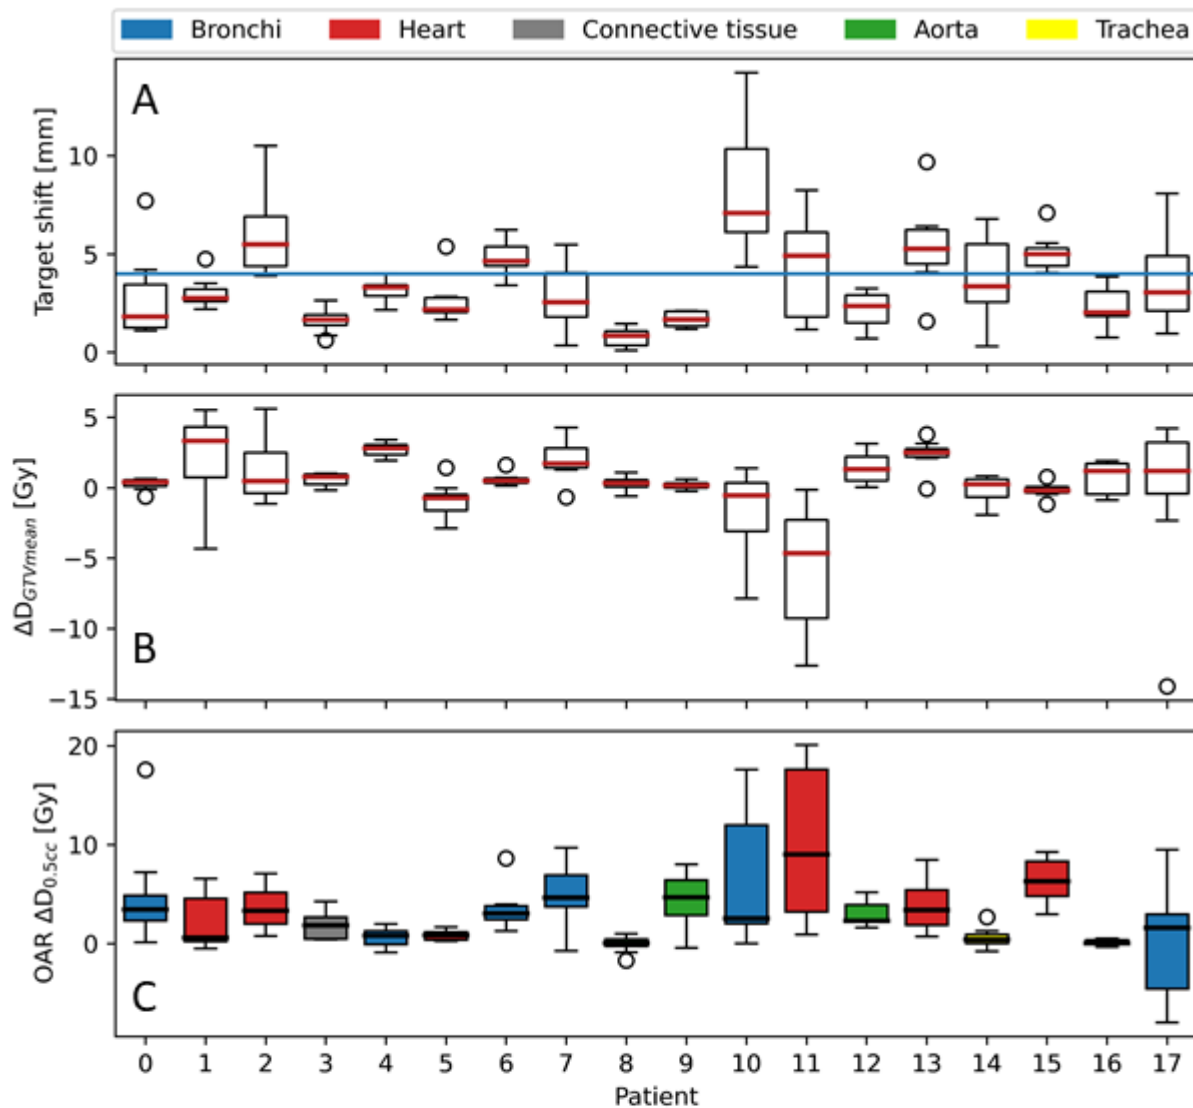 Bronchi Heart Connective tissue Aorta Trachea
A
Target shift [mm]
10
5
0
B
ΔD_GTVmean [Gy]
5
0
−5
−10
−15
C
OAR ΔD_0.5cc [Gy]
20
10
0
0 1 2 3 4 5 6 7 8 9 10 11 12 13 14 15 16 17
Patient